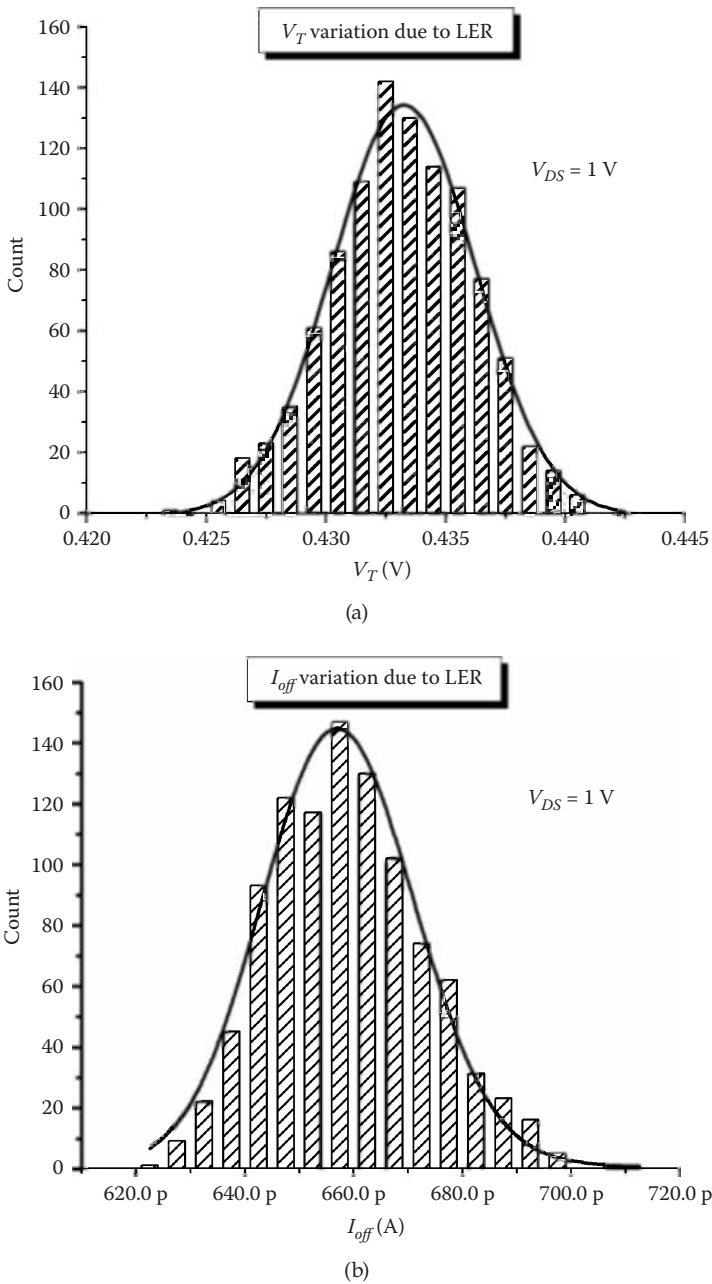 V_T variation due to LER
160
140
120
100
80
60
40
20
0
Count
V_DS = 1 V
0.420 0.425 0.430 0.435 0.440 0.445
V_T (V)
(a)
I_off variation due to LER
160
140
120
100
80
60
40
20
0
Count
V_DS = 1 V
620.0 p 640.0 p 660.0 p 680.0 p 700.0 p 720.0 p
I_off (A)
(b)